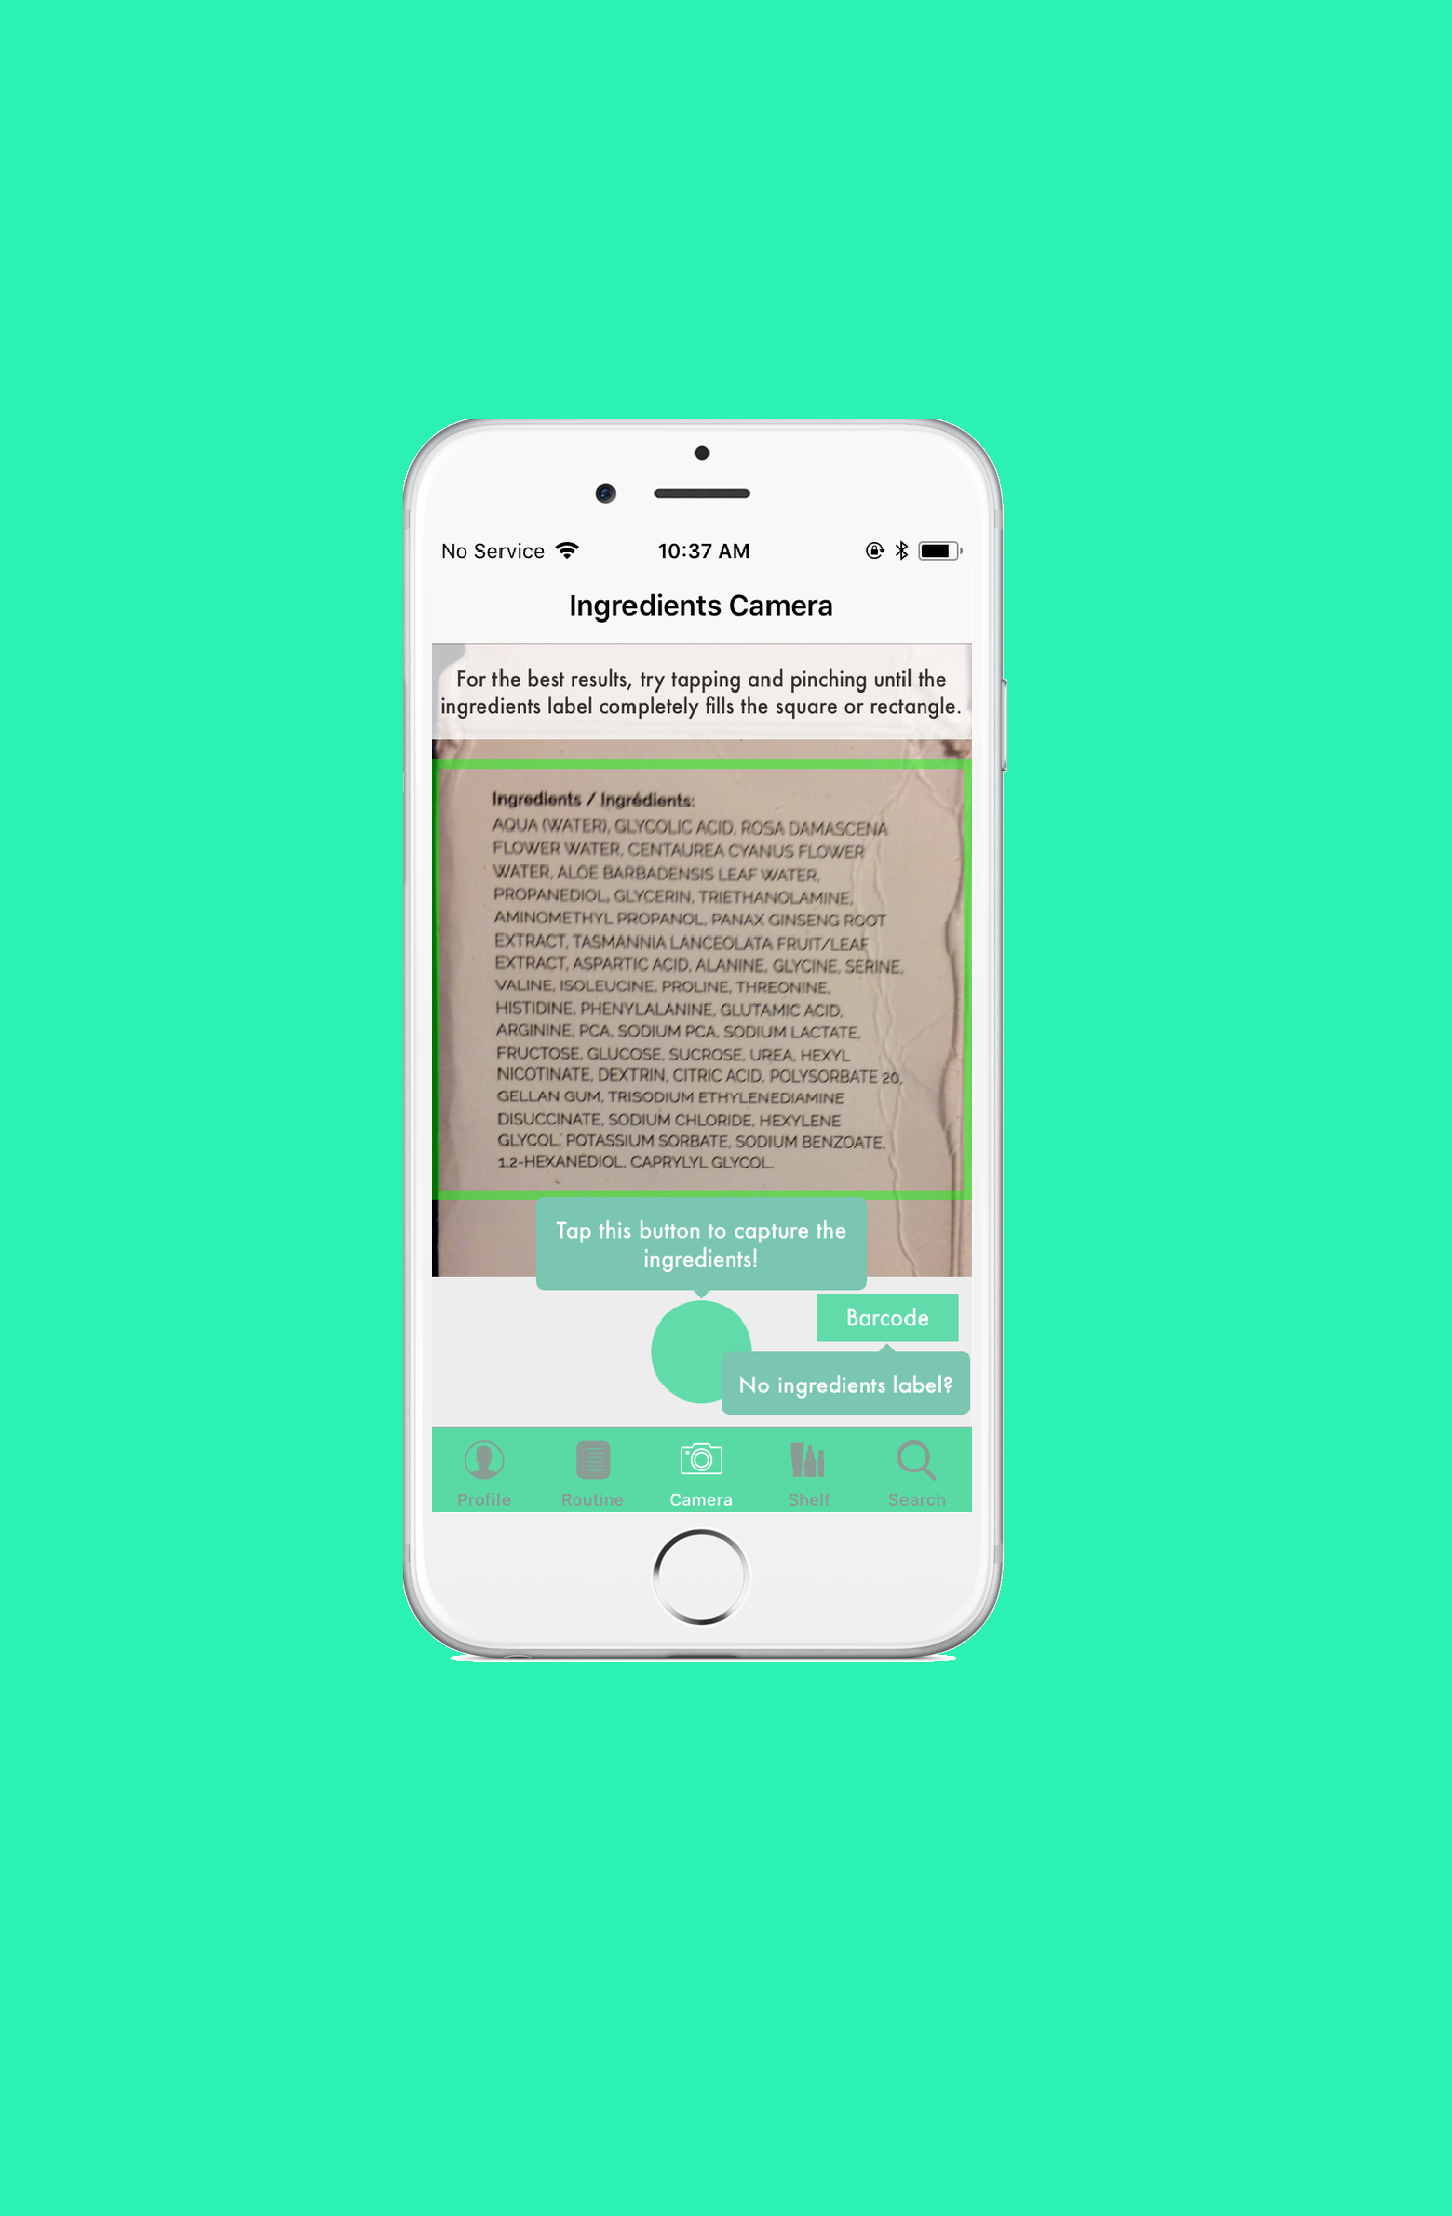 No Service
10:37 AM
Ingredients Camera
For the best results, try tapping and pinching until the
ingredients label completely fills the square or rectangle.
Ingredients / Ingrédients:
AQUA (WATER), GLYCOLIC ACID, ROSA DAMASCENA
FLOWER WATER, CENTAUREA CYANUS FLOWER
WATER, ALOE BARBADENSIS LEAF WATER,
PROPANEDIOL, GLYCERIN, TRIETHANOLAMINE,
AMINOMETHYL PROPANOL, PANAX GINSENG ROOT
EXTRACT, TASMANNIA LANCEOLATA FRUIT/LEAF
EXTRACT, ASPARTIC ACID, ALANINE, GLYCINE, SERINE,
VALINE, ISOLEUCINE, PROLINE, THREONINE,
HISTIDINE, PHENYLALANINE, GLUTAMIC ACID,
ARGININE, PCA, SODIUM PCA, SODIUM LACTATE,
FRUCTOSE, GLUCOSE, SUCROSE, UREA, HEXYL
NICOTINATE, DEXTRIN, CITRIC ACID, POLYSORBATE 20,
GELLAN GUM, TRISODIUM ETHYLENEDIAMINE
DISUCCINATE, SODIUM CHLORIDE, HEXYLENE
GLYCOL, POTASSIUM SORBATE, SODIUM BENZOATE,
1,2-HEXANEDIOL, CAPRYLYL GLYCOL.
Tap this button to capture the
ingredients!
Barcode
No ingredients label?
Profile
Routine
Camera
Shelf
Search